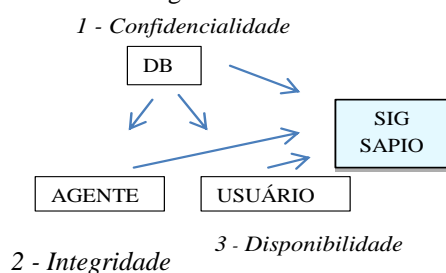 1 - Confidencialidade
DB
SIG
SAPIO
AGENTE
USUÁRIO
3 - Disponibilidade
2 - Integridade